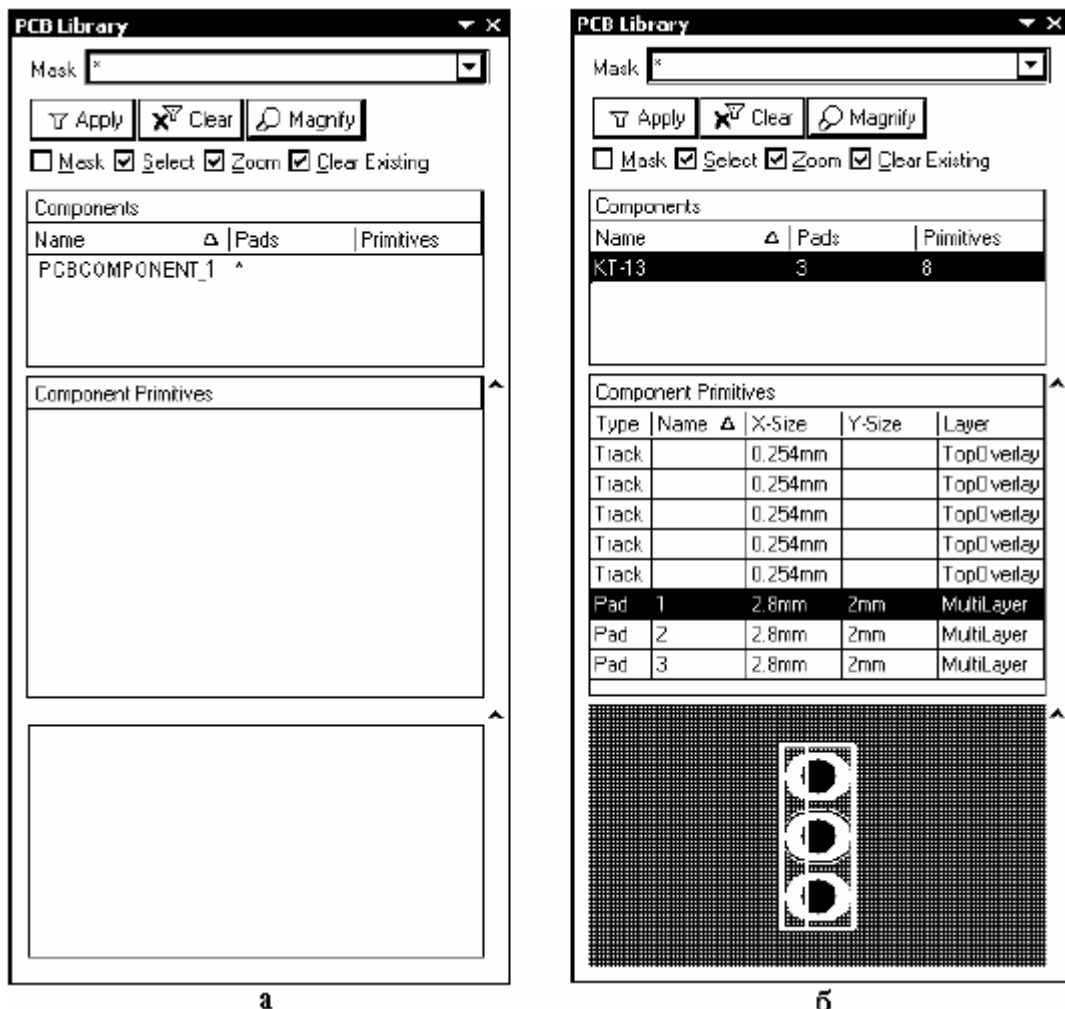 PCB Library
Mask *
Apply Clear Magnify
Mask Select Zoom Clear Existing
Components
Name Pads Primitives
PCBCOMPONENT_1 ^
Component Primitives
а
PCB Library
Mask *
Apply Clear Magnify
Mask Select Zoom Clear Existing
Components
Name Pads Primitives
KT-13 3 8
Component Primitives
Type Name X-Size Y-Size Layer
Track 0.254mm TopOverlay
Track 0.254mm TopOverlay
Track 0.254mm TopOverlay
Track 0.254mm TopOverlay
Track 0.254mm TopOverlay
Pad 1 2.8mm 2mm MultiLayer
Pad 2 2.8mm 2mm MultiLayer
Pad 3 2.8mm 2mm MultiLayer
б